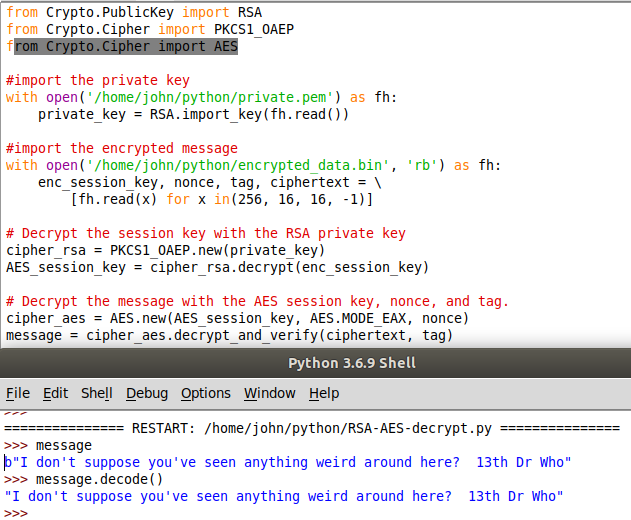 from Crypto.PublicKey import RSA
from Crypto.Cipher import PKCS1_OAEP
from Crypto.Cipher import AES

#import the private key
with open('/home/john/python/private.pem') as fh:
    private_key = RSA.import_key(fh.read())

#import the encrypted message
with open('/home/john/python/encrypted_data.bin', 'rb') as fh:
    enc_session_key, nonce, tag, ciphertext = \
        [fh.read(x) for x in(256, 16, 16, -1)]

# Decrypt the session key with the RSA private key
cipher_rsa = PKCS1_OAEP.new(private_key)
AES_session_key = cipher_rsa.decrypt(enc_session_key)

# Decrypt the message with the AES session key, nonce, and tag.
cipher_aes = AES.new(AES_session_key, AES.MODE_EAX, nonce)
message = cipher_aes.decrypt_and_verify(ciphertext, tag)
Python 3.6.9 Shell
File Edit Shell Debug Options Window Help
>>>
=============== RESTART: /home/john/python/RSA-AES-decrypt.py ===============
>>> message
b"I don't suppose you've seen anything weird around here?  13th Dr Who"
>>> message.decode()
"I don't suppose you've seen anything weird around here?  13th Dr Who"
>>>